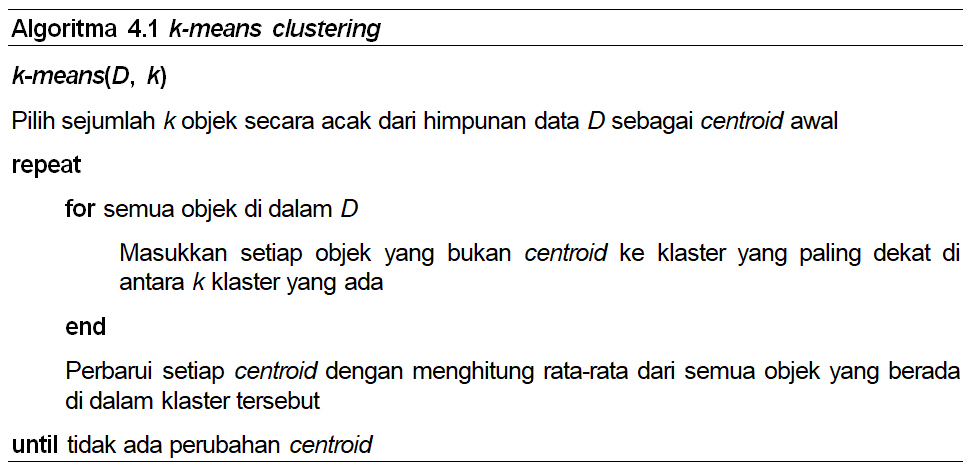 Algoritma 4.1 k-means clustering
k-means(D, k)
Pilih sejumlah k objek secara acak dari himpunan data D sebagai centroid awal
repeat
for semua objek di dalam D
Masukkan setiap objek yang bukan centroid ke klaster yang paling dekat di
antara k klaster yang ada
end
Perbarui setiap centroid dengan menghitung rata-rata dari semua objek yang berada
di dalam klaster tersebut
until tidak ada perubahan centroid